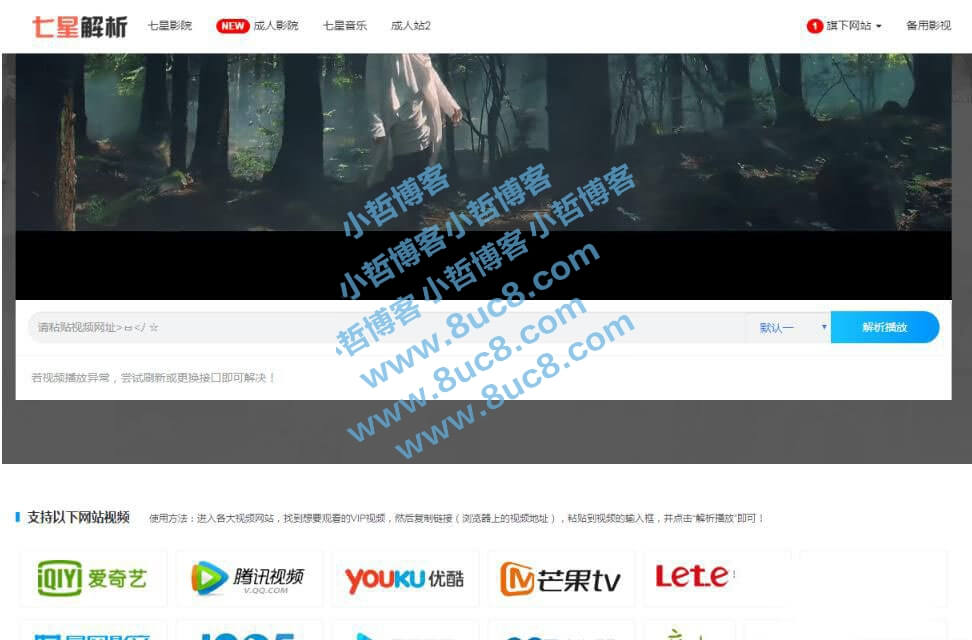 七星解析
七星影院
NEW 成人影院
七星音乐
成人站2
1 旗下网站
备用影视
小哲博客
小哲博客小哲博客
小哲博客小哲博客
小哲博客
www.8uc8.com
www.8uc8.com
www.8uc8.com
请粘贴视频网址>ㅁ</ ☆
默认一
解析播放
若视频播放异常，尝试刷新或更换接口即可解决！
支持以下网站视频
使用方法：进入各大视频网站，找到想要观看的VIP视频，然后复制链接（浏览器上的视频地址），粘贴到视频的输入框，并点击“解析播放”即可！
iQIYI 爱奇艺
腾讯视频
V.QQ.COM
YOUKU 优酷
芒果tv
Le t.e